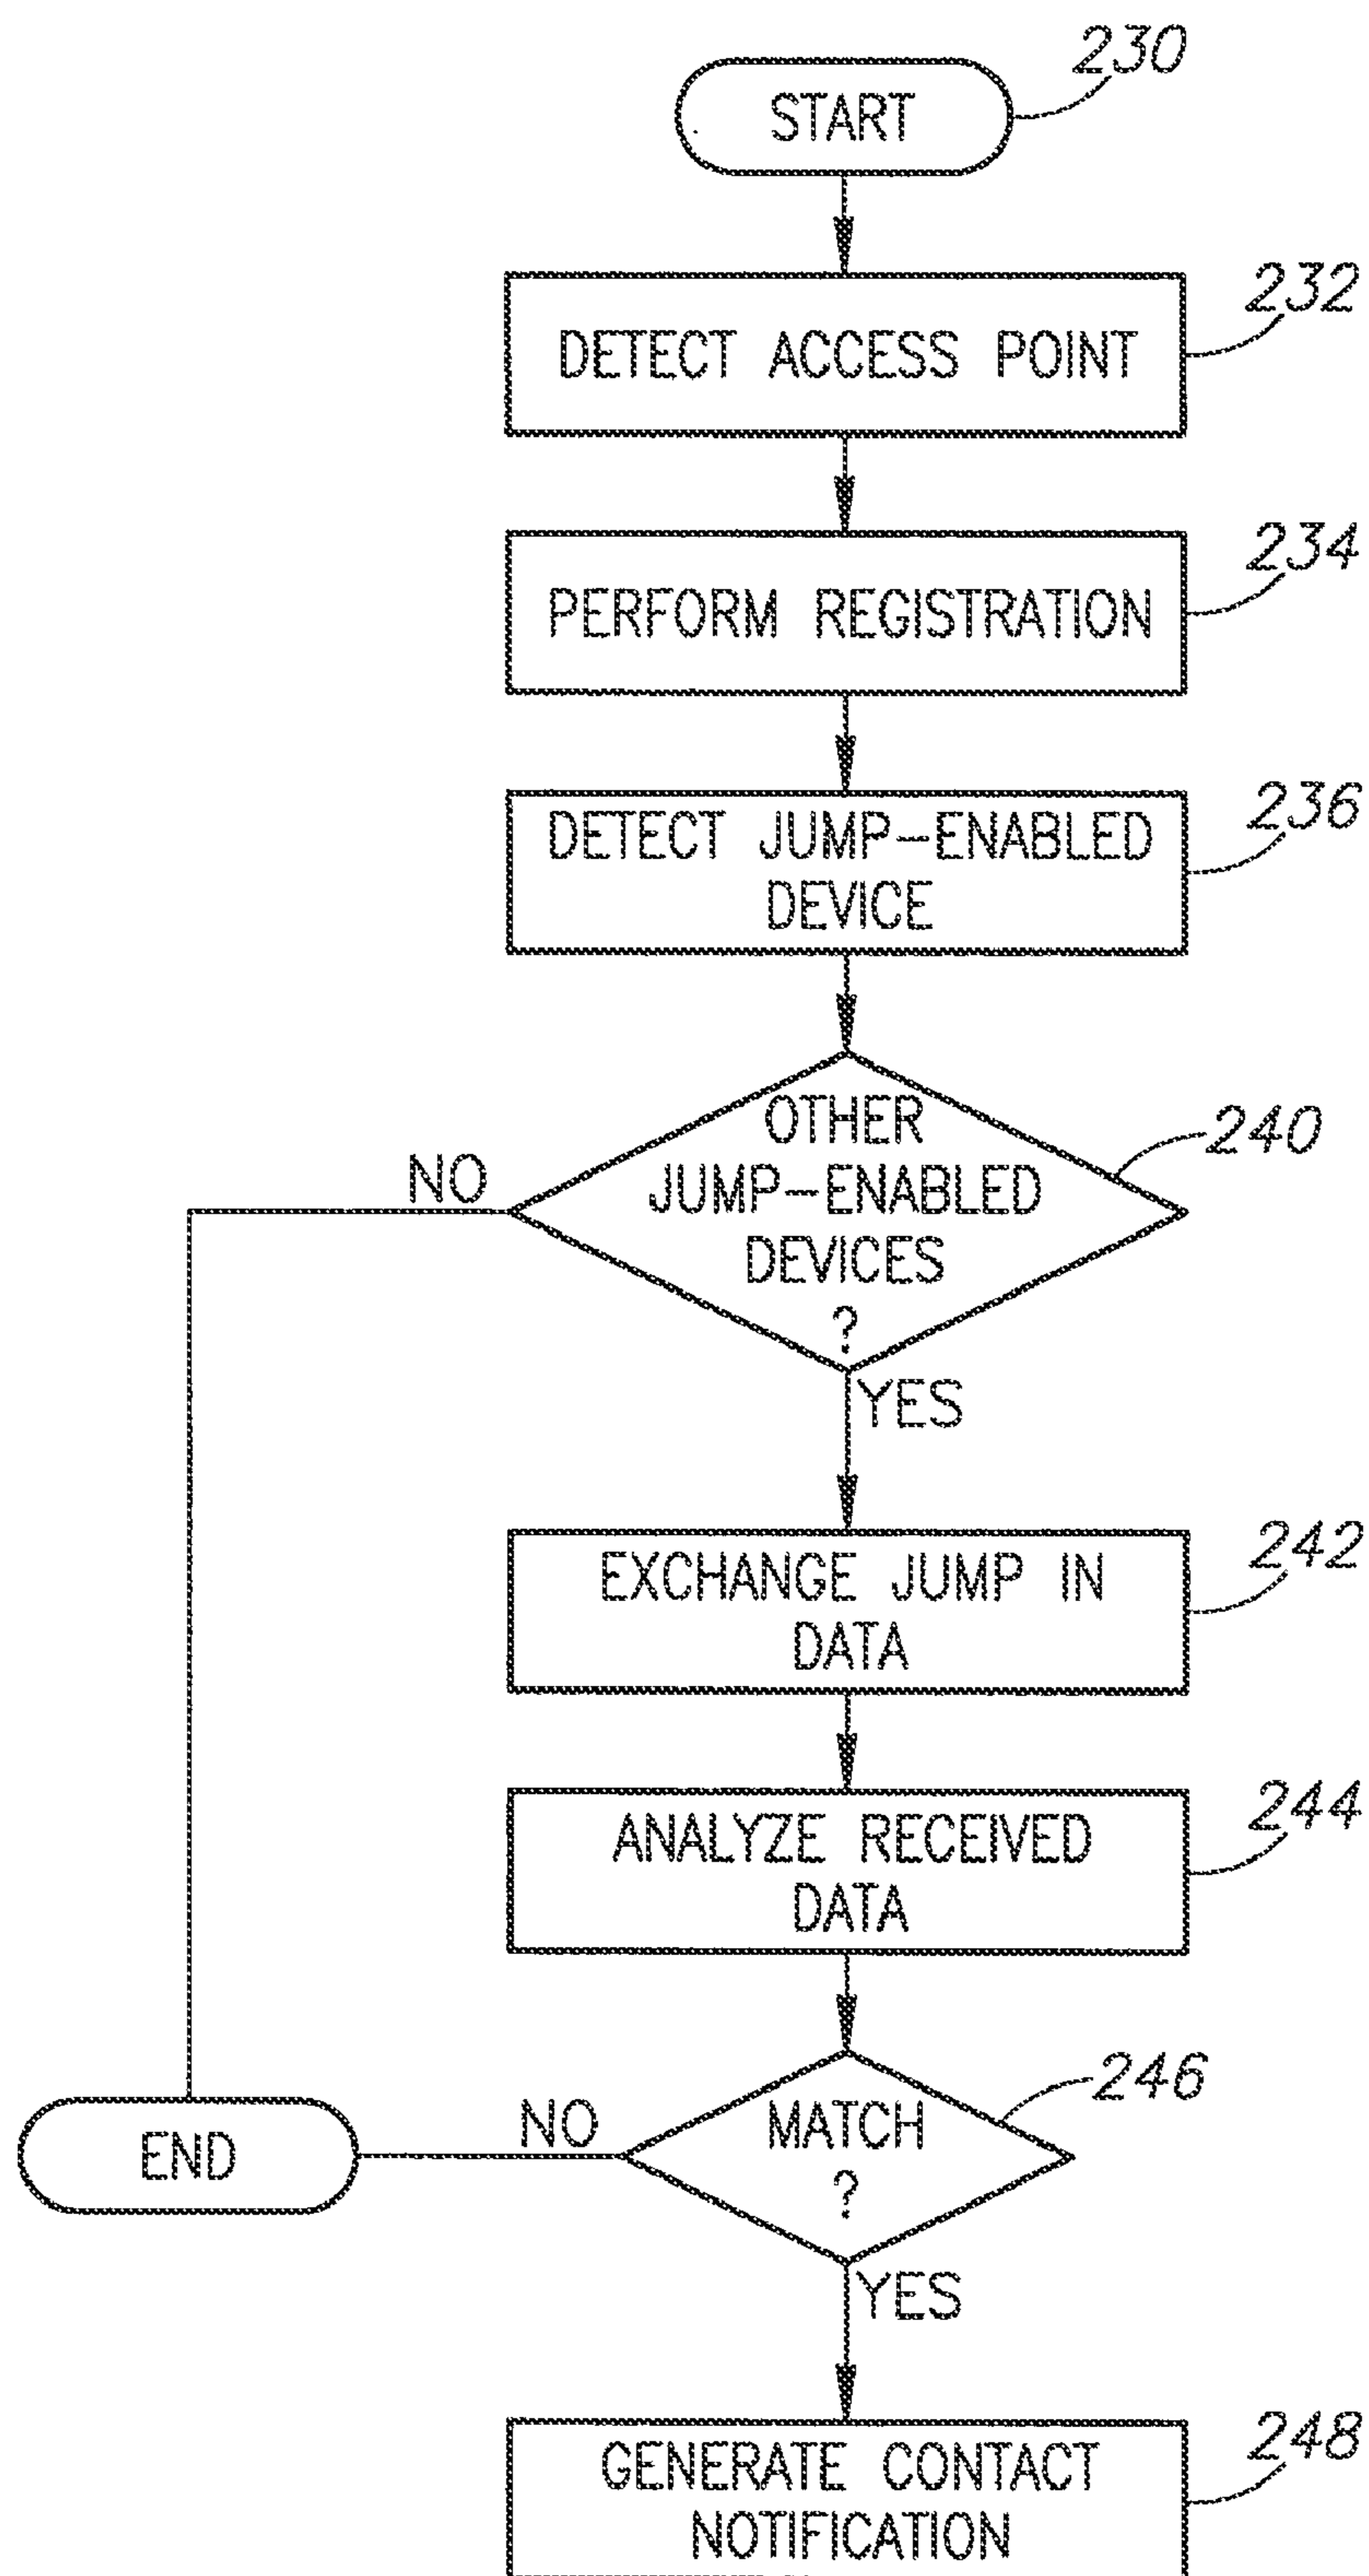 START
230
DETECT ACCESS POINT
232
PERFORM REGISTRATION
234
DETECT JUMP-ENABLED
DEVICE
236
OTHER
JUMP-ENABLED
DEVICES
?
240
NO
YES
EXCHANGE JUMP IN
DATA
242
ANALYZE RECEIVED
DATA
244
MATCH
?
246
NO
END
YES
GENERATE CONTACT
NOTIFICATION
248